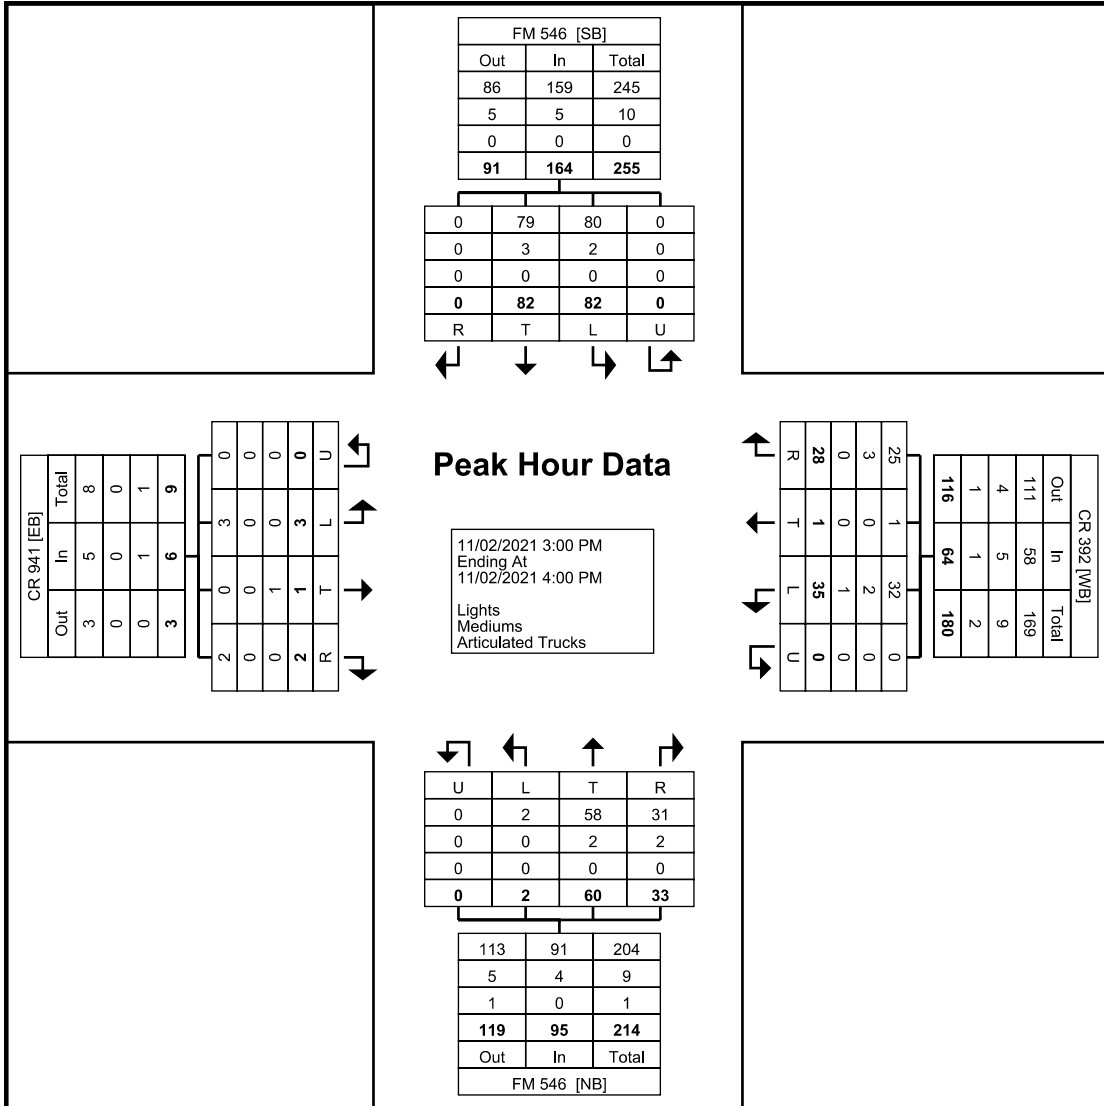 FM 546 [SB]
Out In Total
86 159 245
5 5 10
0 0 0
91 164 255
0 79 80 0
0 3 2 0
0 0 0 0
0 82 82 0
R T L U
CR 941 [EB]
Out In Total
3 5 8
0 0 0
0 1 1
3 6 9
2 0 3 0
0 0 0 0
0 1 0 0
2 1 3 0
R T L U
Peak Hour Data
11/02/2021 3:00 PM
Ending At
11/02/2021 4:00 PM
Lights
Mediums
Articulated Trucks
CR 392 [WB]
Out In Total
111 58 169
4 5 9
1 1 2
116 64 180
25 1 32 0
3 0 2 0
0 0 1 0
28 1 35 0
R T L U
U L T R
0 2 58 31
0 0 2 2
0 0 0 0
0 2 60 33
113 91 204
5 4 9
1 0 1
119 95 214
Out In Total
FM 546 [NB]